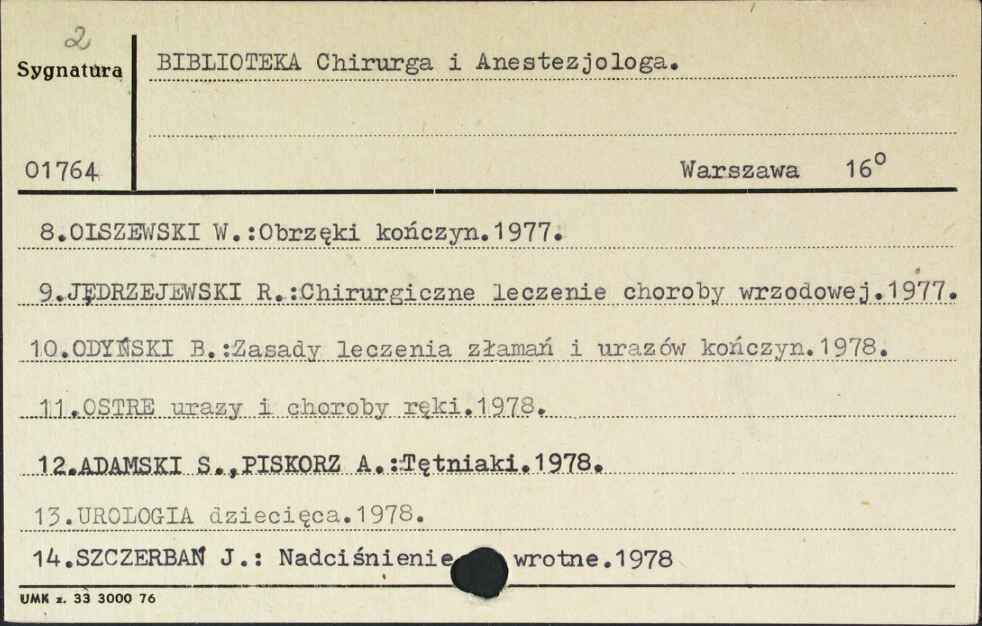 2
Sygnatura
BIBLIOTEKA Chirurga i Anestezjologa.
01764
Warszawa 16°
8.OlSZEWSKI W.:Obrzęki kończyn.1977.
9.JĘDRZEJEWSKI R.:Chirurgiczne leczenie choroby wrzodowej.1977.
10.ODYŃSKI B.:Zasady leczenia złamań i urazów kończyn.1978.
11.OSTRE urazy i choroby ręki.1978.
12.ADAMSKI S.,PISKORZ A.:Tętniaki.1978.
13.UROLOGIA dziecięca.1978.
14.SZCZERBAŃ J.: Nadciśnienie wrotne.1978
UMK z. 33 3000 76